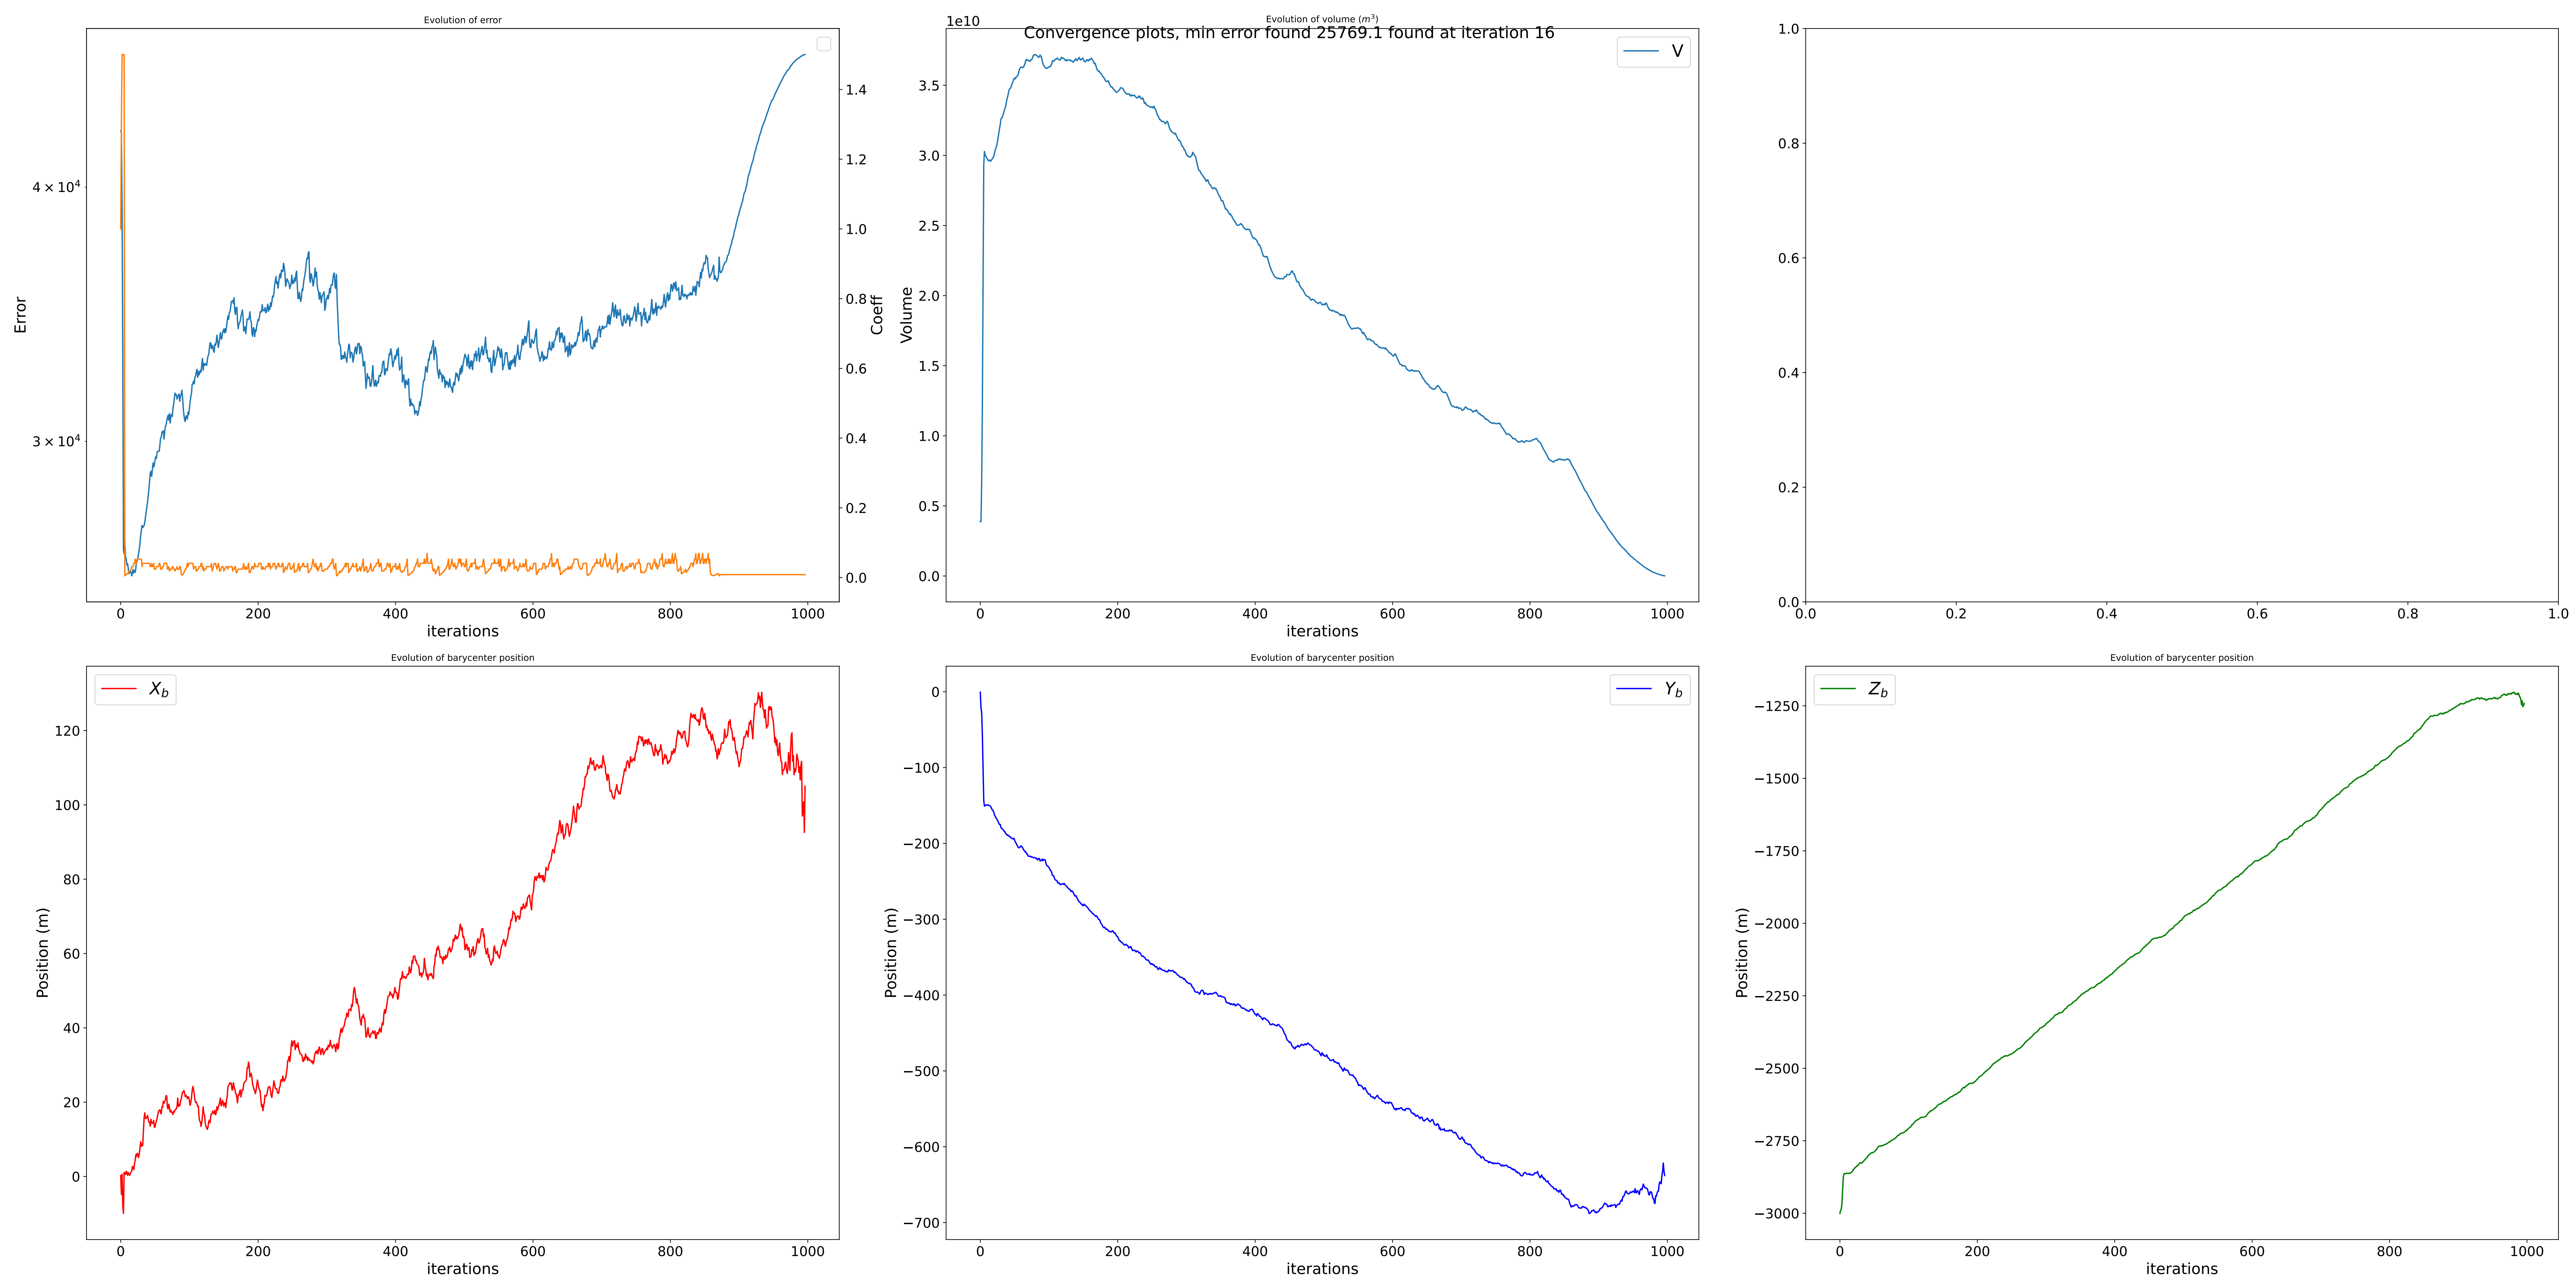 Evolution of error
Error
4 × 10⁴
3 × 10⁴
1.4
1.2
1.0
0.8
0.6
0.4
0.2
0.0
Coeff
0 200 400 600 800 1000
iterations
Evolution of volume (m³)
Convergence plots, min error found 25769.1 found at iteration 16
1e10
V
Volume
3.5
3.0
2.5
2.0
1.5
1.0
0.5
0.0
0 200 400 600 800 1000
iterations
1.0
0.8
0.6
0.4
0.2
0.0
0.0 0.2 0.4 0.6 0.8 1.0
Evolution of barycenter position
X_b
Position (m)
120
100
80
60
40
20
0
0 200 400 600 800 1000
iterations
Evolution of barycenter position
Y_b
Position (m)
0
−100
−200
−300
−400
−500
−600
−700
0 200 400 600 800 1000
iterations
Evolution of barycenter position
Z_b
Position (m)
−1250
−1500
−1750
−2000
−2250
−2500
−2750
−3000
0 200 400 600 800 1000
iterations